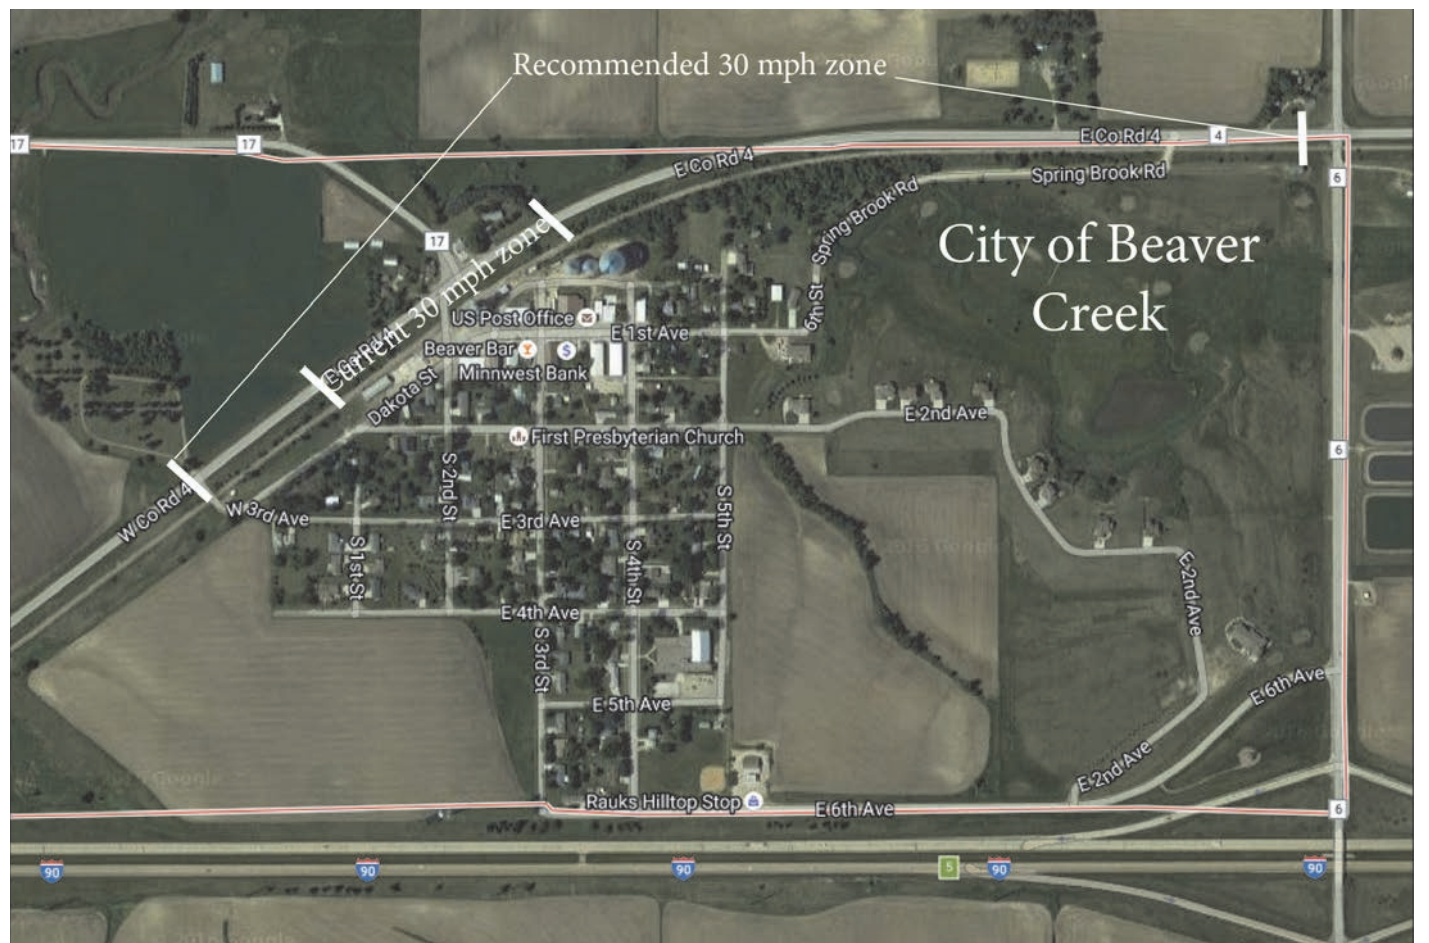 Recommended 30 mph zone
17
17
E Co Rd 4
4
E Co Rd 4
Spring Brook Rd
6
Spring Brook Rd
17
City of Beaver
Creek
Current 30 mph zone
6th St
US Post Office
E 1st Ave
Beaver Bar
$
Minnwest Bank
Dakota St
E 2nd Ave
First Presbyterian Church
6
S 2nd St
W Co Rd 4
W 3rd Ave
E 3rd Ave
S 5th St
S 1st St
S 4th St
E 2nd Ave
E 4th Ave
S 3rd St
E 6th Ave
E 5th Ave
E 2nd Ave
Rauks Hilltop Stop
E 6th Ave
6
90
90
90
5
90
90